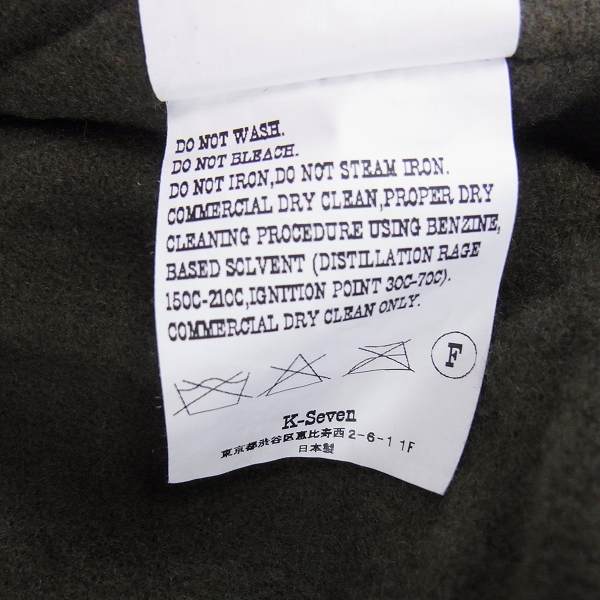 DO NOT WASH.
DO NOT BLEACH.
DO NOT IRON,DO NOT STEAM IRON.
COMMERCIAL DRY CLEAN,PROPER DRY
CLEANING PROCEDURE USING BENZINE,
BASED SOLVENT (DISTILLATION RAGE
150C-210C,IGNITION POINT 30C-70C).
COMMERCIAL DRY CLEAN ONLY.
F
K-Seven
東京都渋谷区恵比寿西2-6-1 1F
日本製